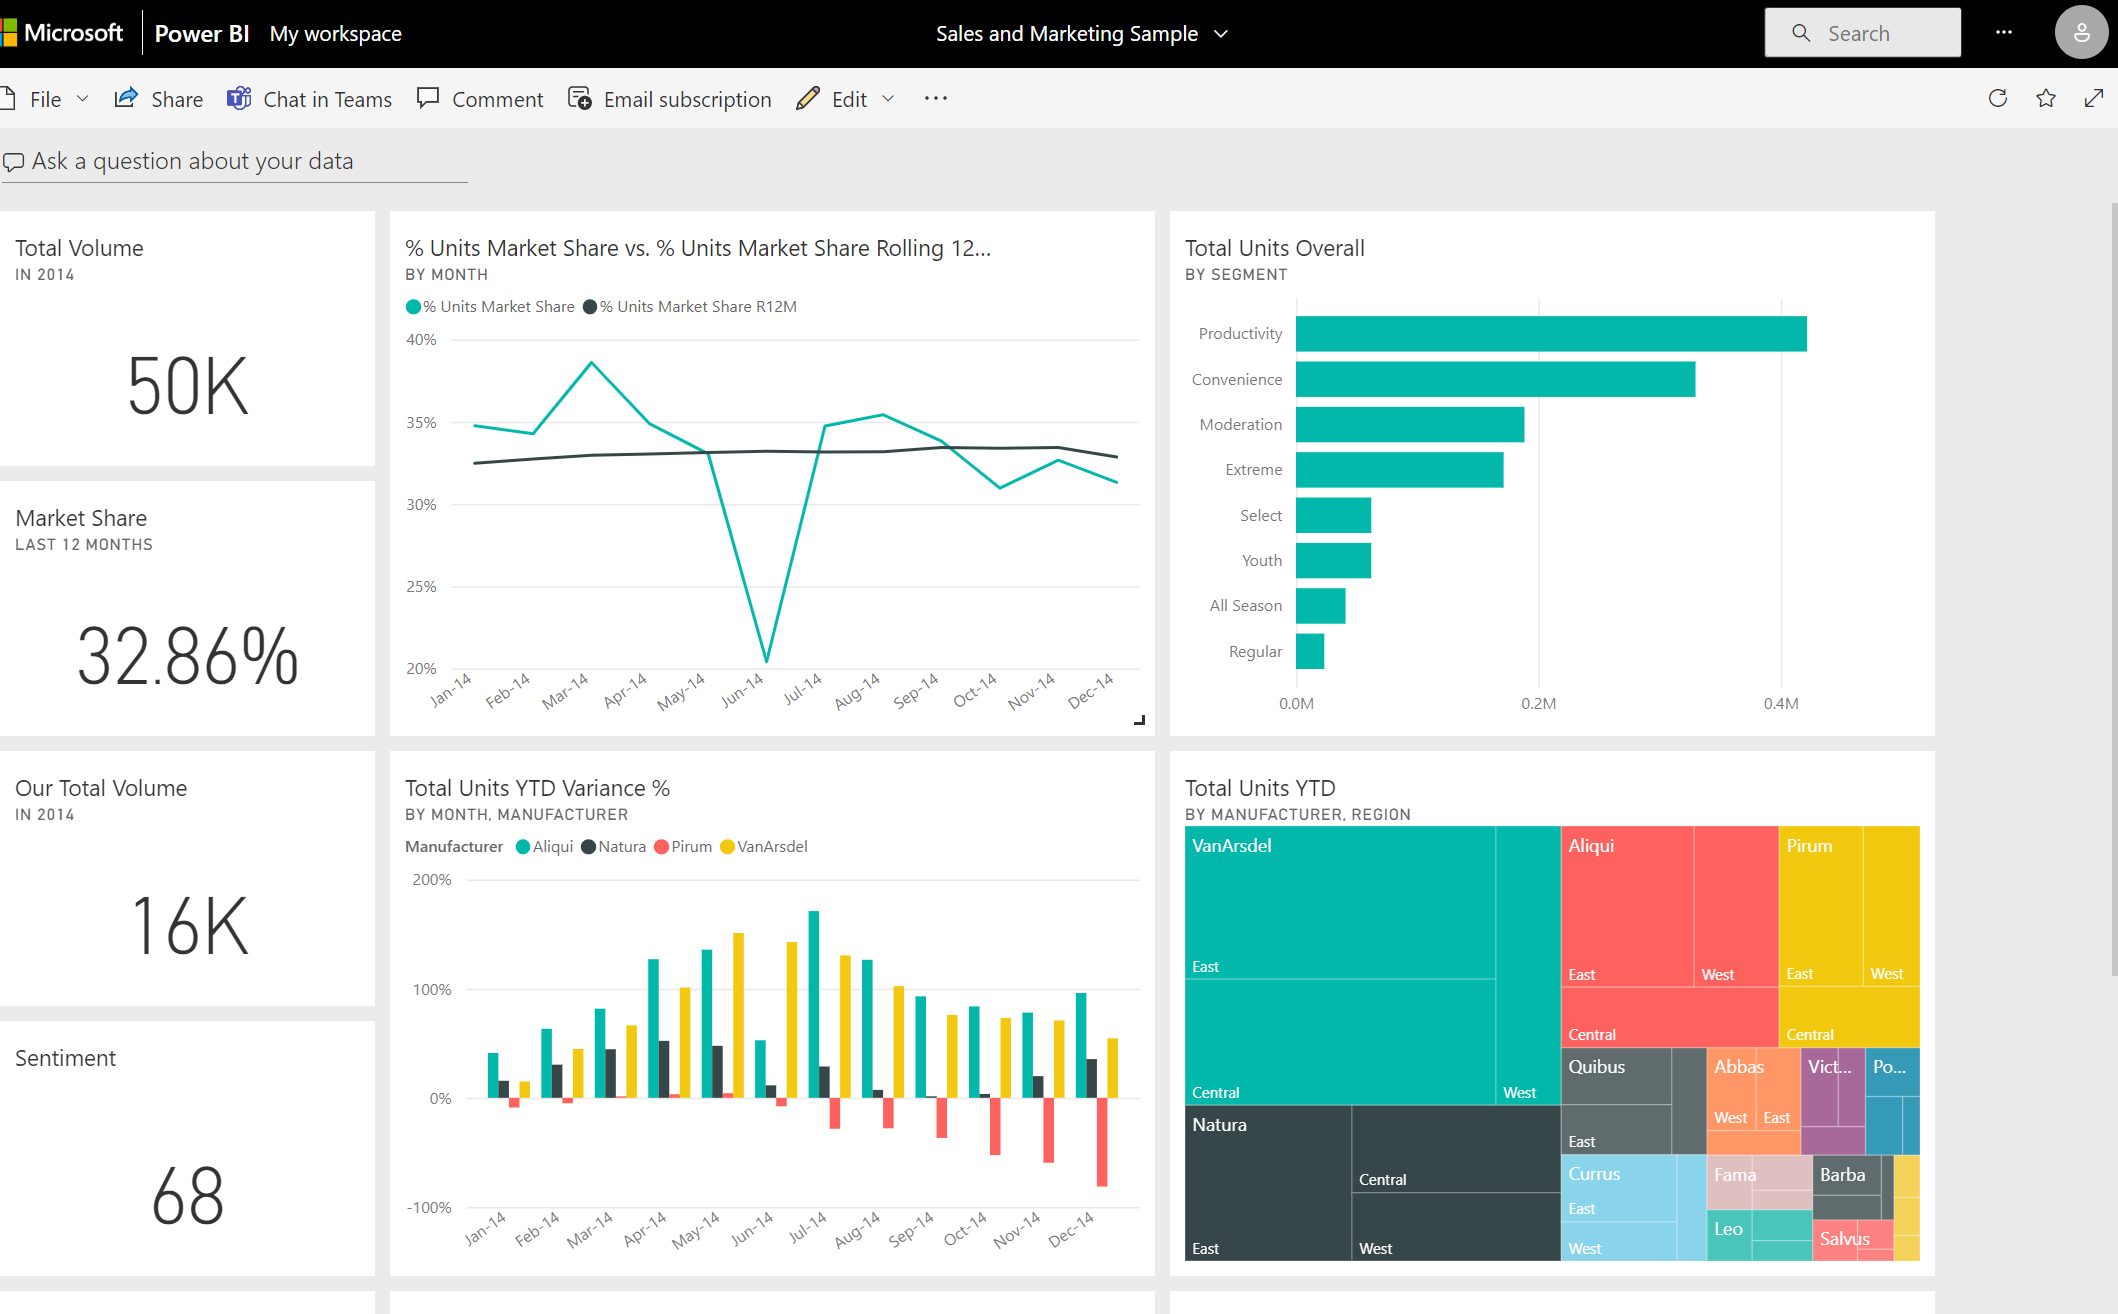 Microsoft Power BI My workspace
Sales and Marketing Sample
Search
File Share Chat in Teams Comment Email subscription Edit
Ask a question about your data
Total Volume
IN 2014
50K
Market Share
LAST 12 MONTHS
32.86%
Our Total Volume
IN 2014
16K
Sentiment
68
% Units Market Share vs. % Units Market Share Rolling 12...
BY MONTH
% Units Market Share % Units Market Share R12M
40%
35%
30%
25%
20%
Jan-14 Feb-14 Mar-14 Apr-14 May-14 Jun-14 Jul-14 Aug-14 Sep-14 Oct-14 Nov-14 Dec-14
Total Units Overall
BY SEGMENT
Productivity
Convenience
Moderation
Extreme
Select
Youth
All Season
Regular
0.0M 0.2M 0.4M
Total Units YTD Variance %
BY MONTH, MANUFACTURER
Manufacturer Aliqui Natura Pirum VanArsdel
200%
100%
0%
-100%
Jan-14 Feb-14 Mar-14 Apr-14 May-14 Jun-14 Jul-14 Aug-14 Sep-14 Oct-14 Nov-14 Dec-14
Total Units YTD
BY MANUFACTURER, REGION
VanArsdel
East
Central
West
Natura
East
Central
West
Aliqui
East
West
Central
Pirum
East
West
Central
Quibus
East
Abbas
West East
Vict...
Po...
Currus
East
West
Fama
Leo
Barba
Salvus